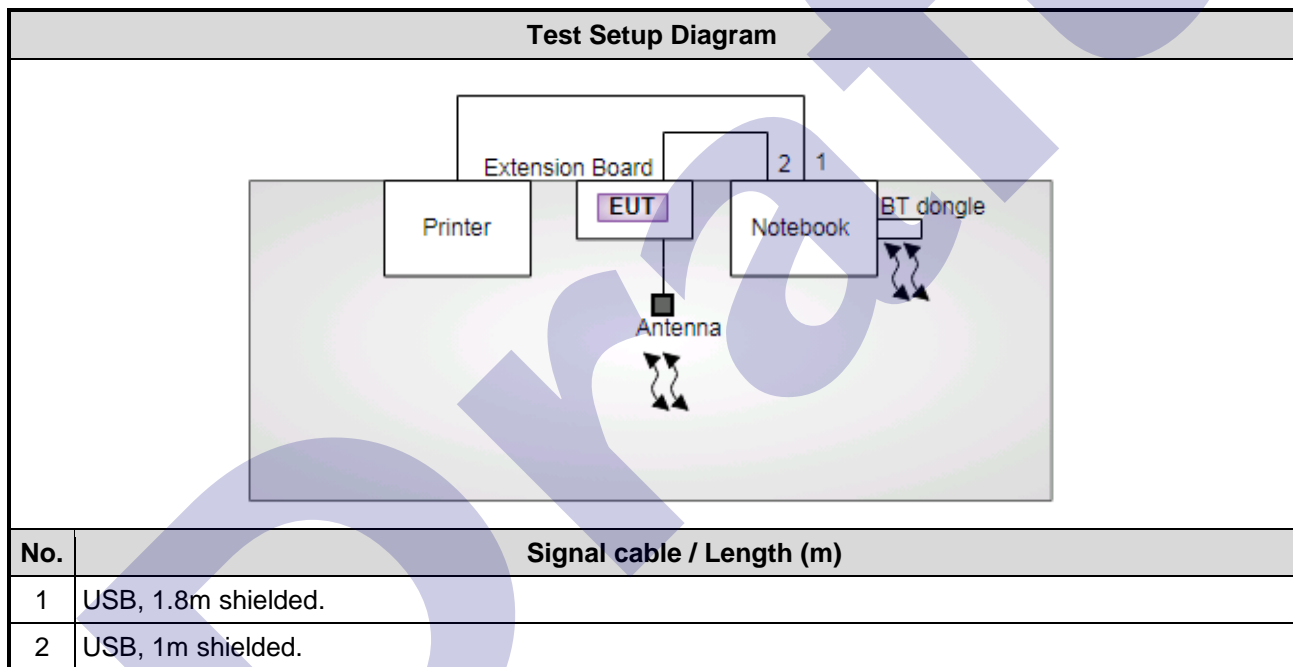 Test Setup Diagram
Extension Board 2 1
Printer EUT Notebook BT dongle
Antenna
No. Signal cable / Length (m)
1 USB, 1.8m shielded.
2 USB, 1m shielded.
Draft